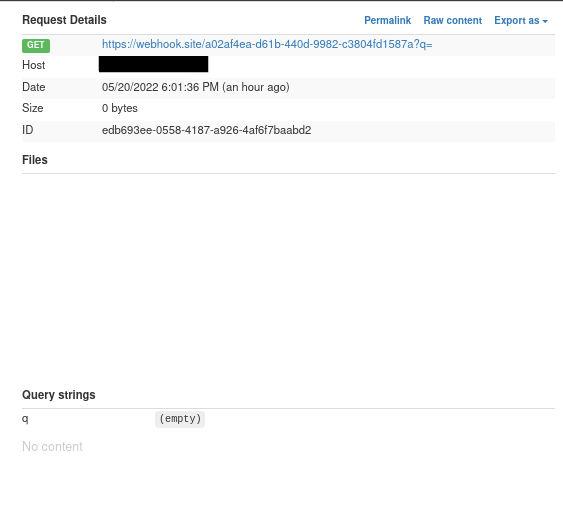 Request Details Permalink Raw content Export as
GET https://webhook.site/a02af4ea-d61b-440d-9982-c3804fd1587a?q=
Host
Date 05/20/2022 6:01:36 PM (an hour ago)
Size 0 bytes
ID edb693ee-0558-4187-a926-4af6f7baabd2
Files
Query strings
q (empty)
No content